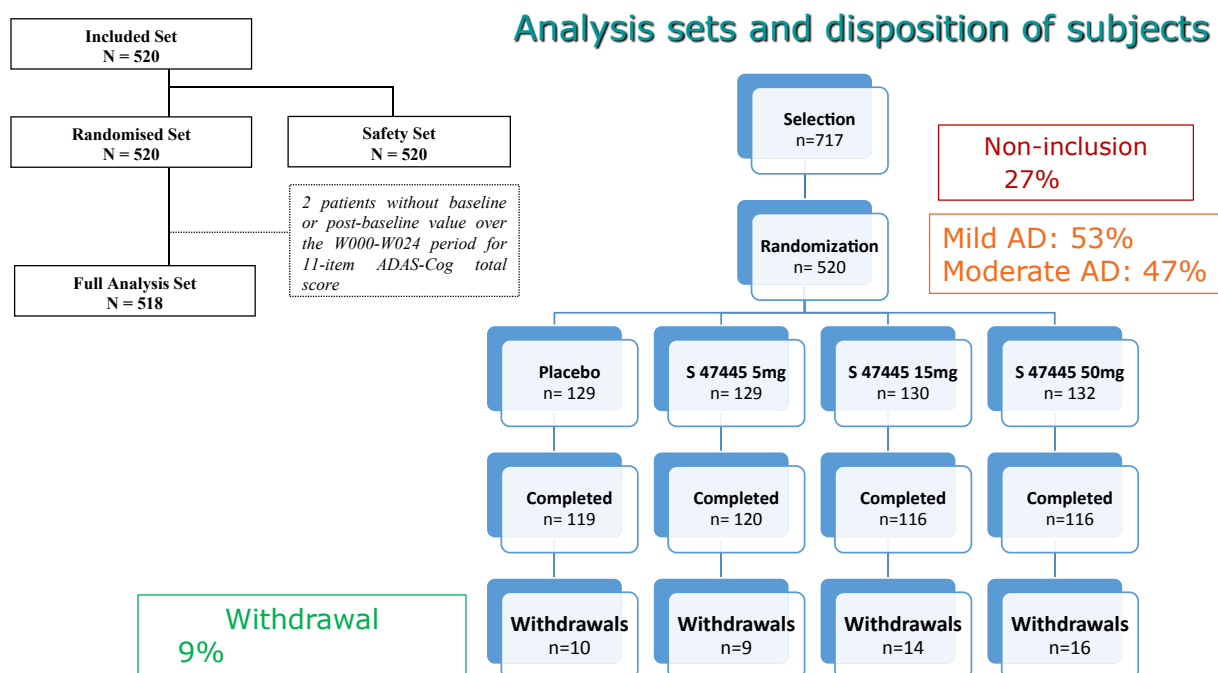 Analysis sets and disposition of subjects
Included Set
N = 520
Randomised Set
N = 520
Safety Set
N = 520
2 patients without baseline
or post-baseline value over
the W000-W024 period for
11-item ADAS-Cog total
score
Full Analysis Set
N = 518
Selection
n=717
Non-inclusion
27%
Randomization
n= 520
Mild AD: 53%
Moderate AD: 47%
Placebo
n= 129
S 47445 5mg
n= 129
S 47445 15mg
n= 130
S 47445 50mg
n= 132
Completed
n= 119
Completed
n= 120
Completed
n=116
Completed
n=116
Withdrawal
9%
Withdrawals
n=10
Withdrawals
n=9
Withdrawals
n=14
Withdrawals
n=16